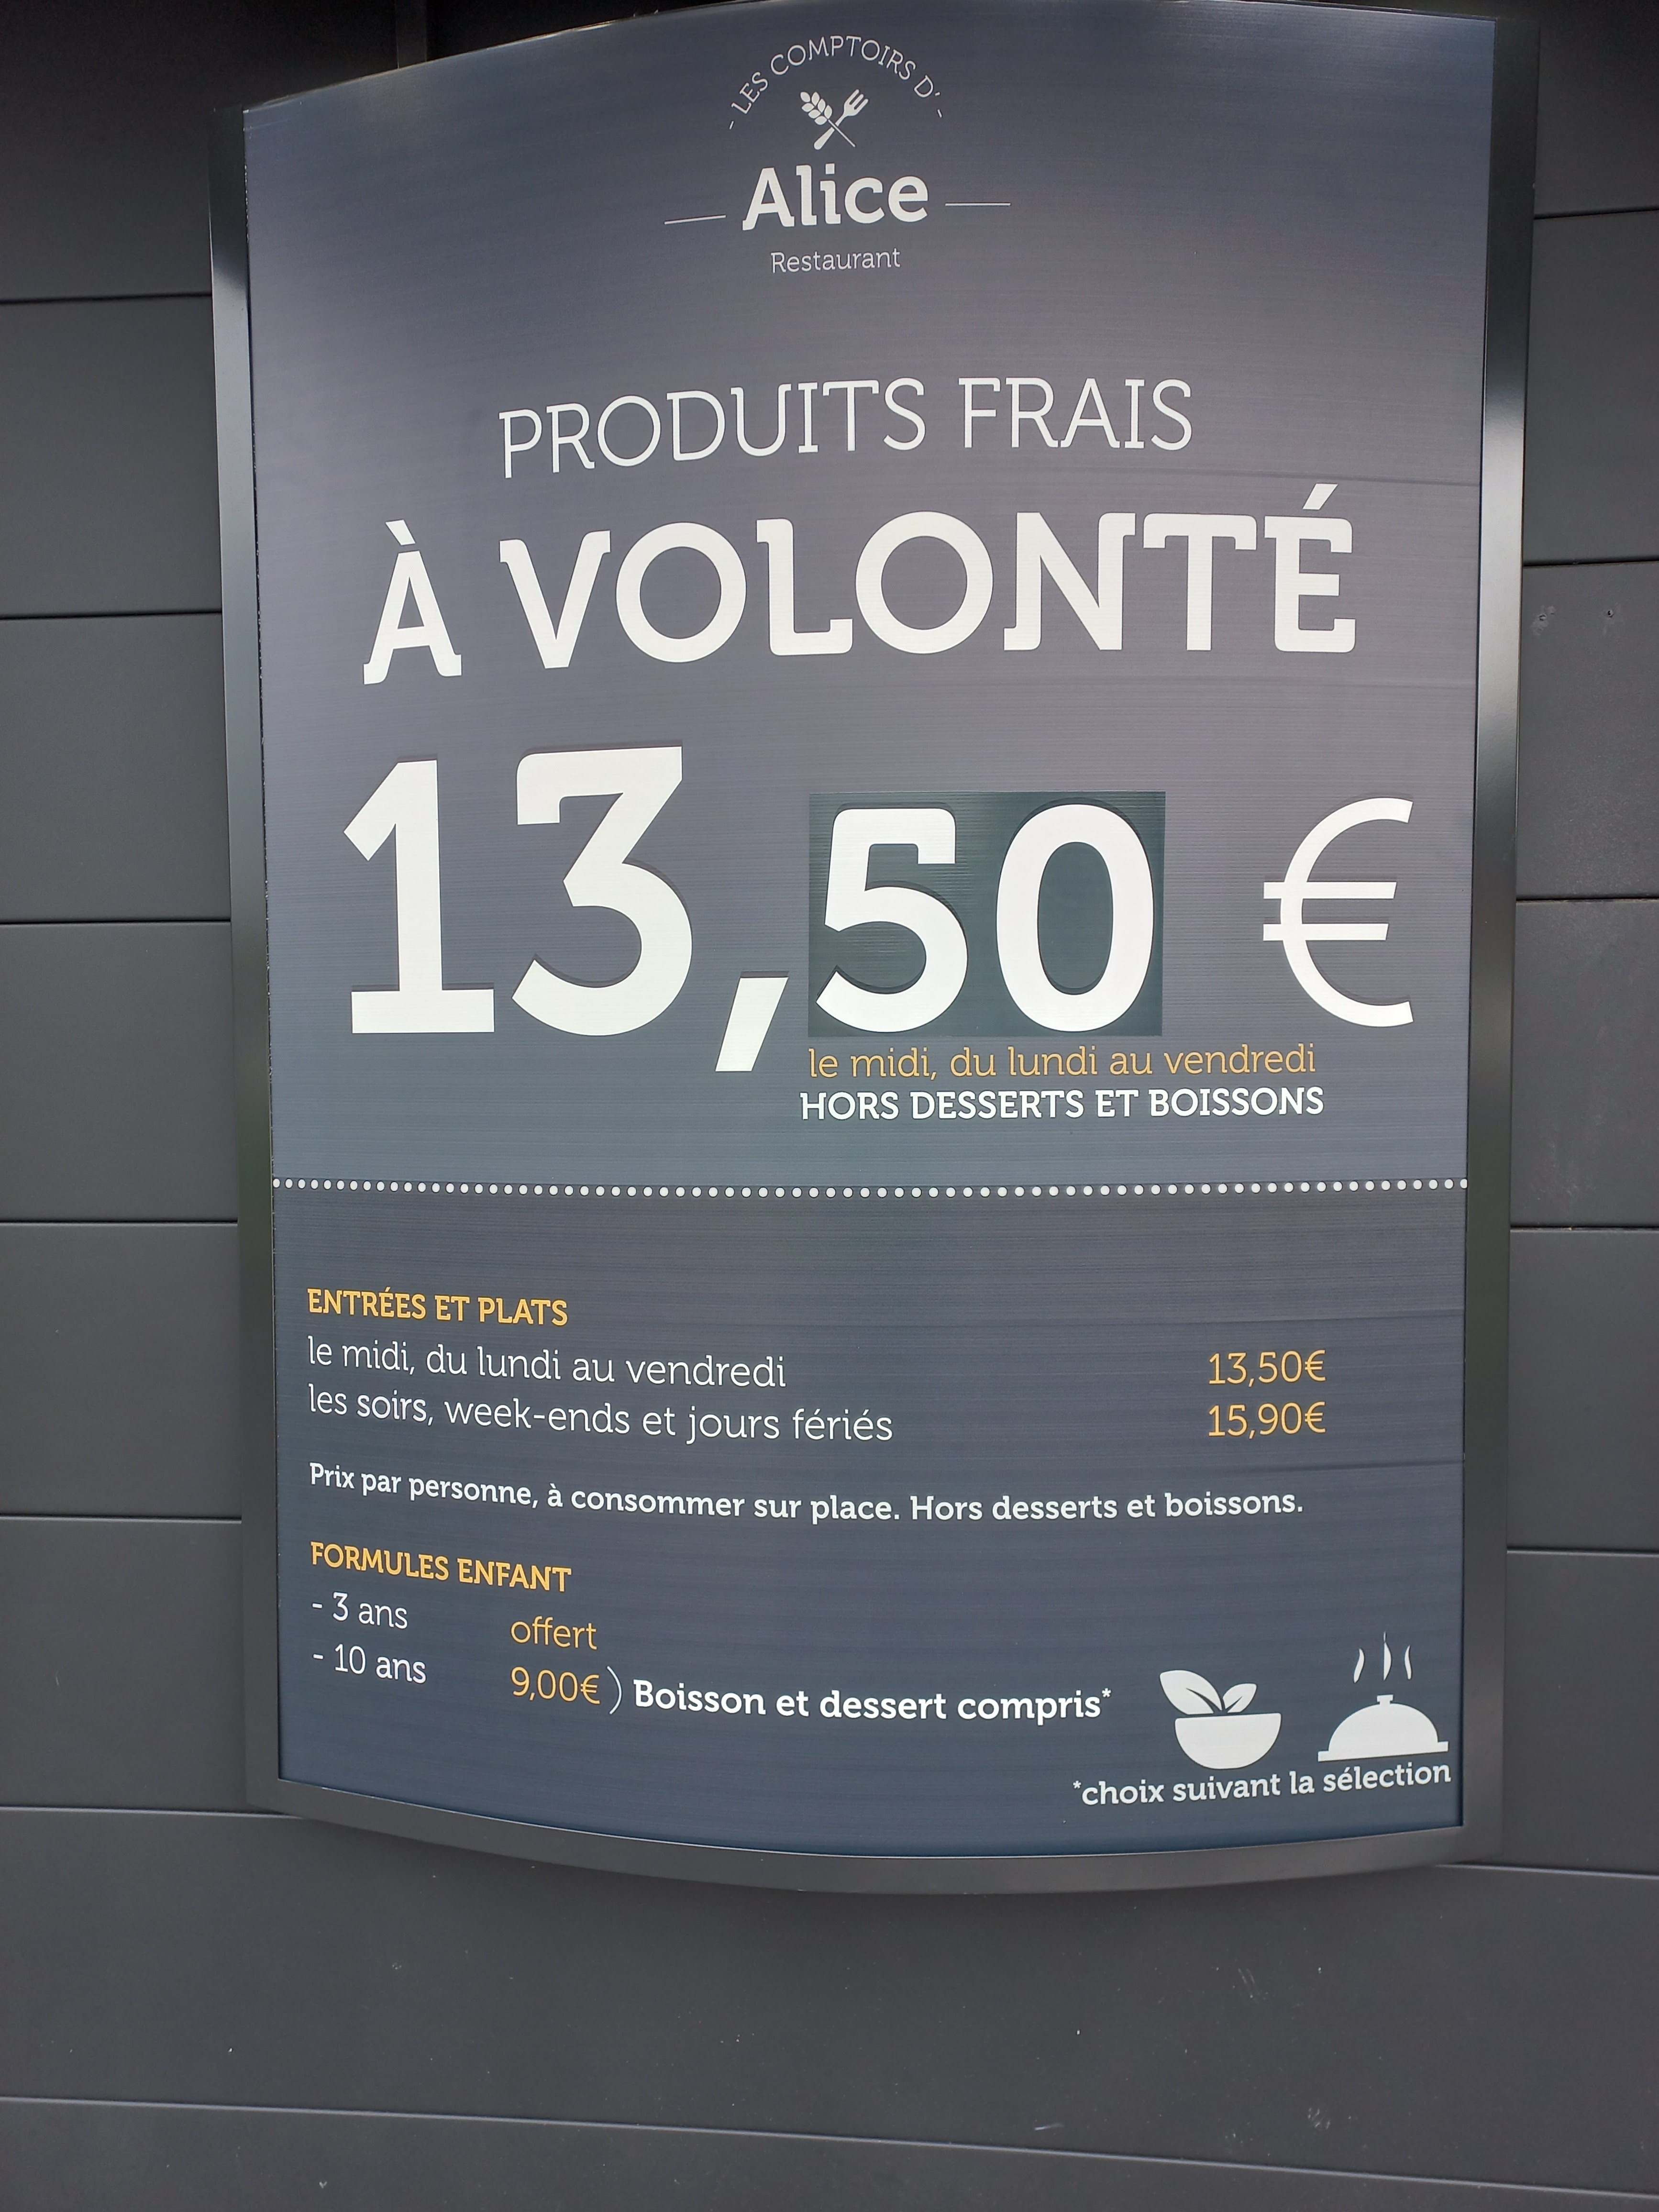 - LES COMPTOIRS D' -
Alice
Restaurant
PRODUITS FRAIS
À VOLONTÉ
13,50 €
le midi, du lundi au vendredi
HORS DESSERTS ET BOISSONS
ENTRÉES ET PLATS
le midi, du lundi au vendredi 13,50€
les soirs, week-ends et jours fériés 15,90€
Prix par personne, à consommer sur place. Hors desserts et boissons.
FORMULES ENFANT
- 3 ans offert
- 10 ans 9,00€ ) Boisson et dessert compris*
*choix suivant la sélection